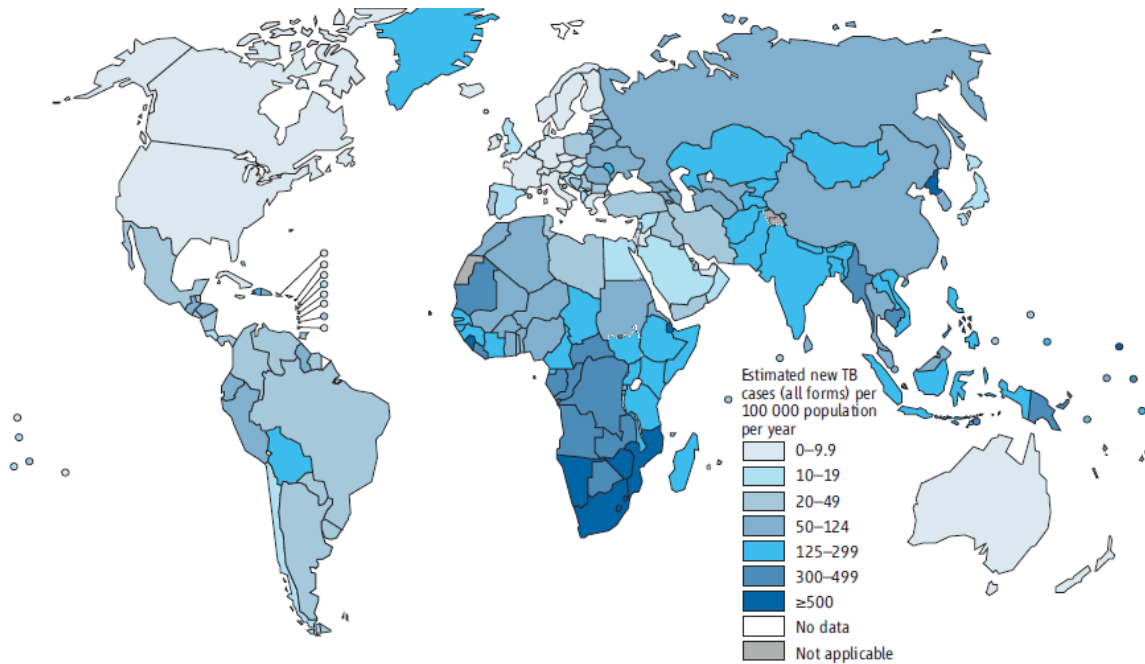 Estimated new TB
cases (all forms) per
100 000 population
per year
0–9.9
10–19
20–49
50–124
125–299
300–499
≥500
No data
Not applicable